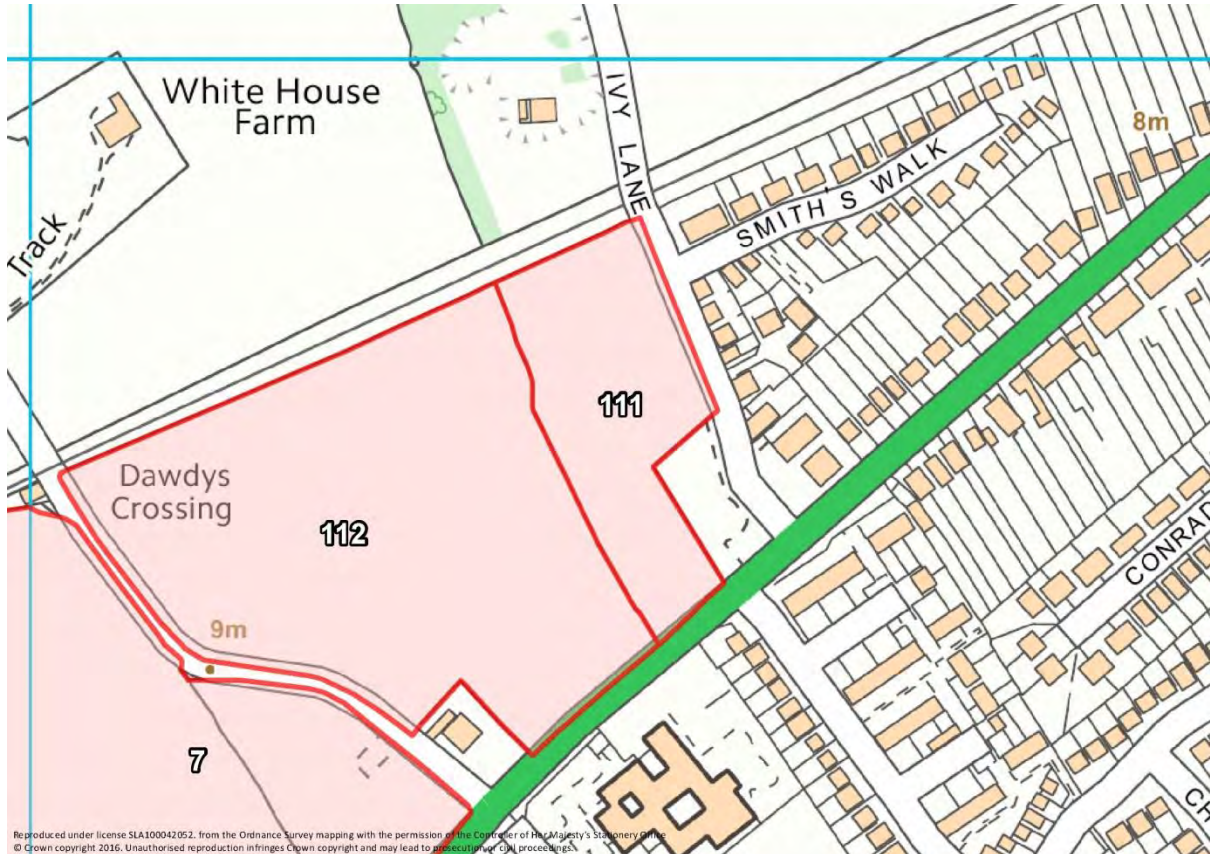 White House
Farm
IVY LANE
SMITH'S WALK
8m
Track
111
Dawdys
Crossing
112
9m
7
CONRAD
CH
Reproduced under license SLA100042052. from the Ordnance Survey mapping with the permission of the Controller of Her Majesty's Stationery Office
© Crown copyright 2016. Unauthorised reproduction infringes Crown copyright and may lead to prosecution or civil proceedings.